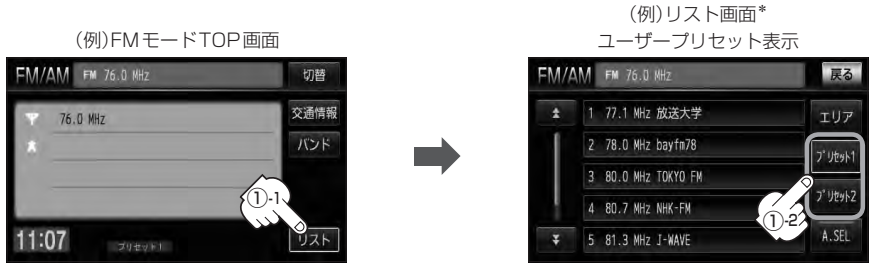 (例)FMモードTOP画面
FM/AM FM 76.0 MHz 切替
76.0 MHz
交通情報
バンド
①-1
11:07 プリセット1 リスト
(例)リスト画面*
ユーザープリセット表示
FM/AM FM 76.0 MHz 戻る
1 77.1 MHz 放送大学
2 78.0 MHz bayfm78
3 80.0 MHz TOKYO FM
4 80.7 MHz NHK-FM
5 81.3 MHz J-WAVE
エリア
プリセット1
プリセット2
①-2
A.SEL